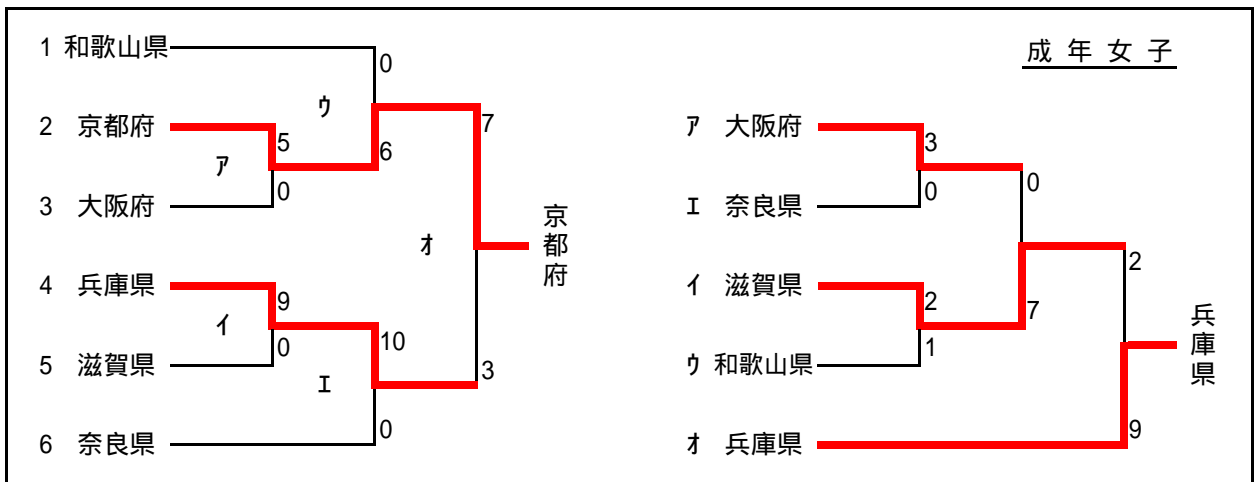 成年女子
1 和歌山県
0
ウ
2 京都府
5
6
7
ア
3 大阪府
0
オ
京都府
4 兵庫県
9
イ
10
5 滋賀県
0
エ
3
6 奈良県
0
ア 大阪府
3
0
エ 奈良県
0
イ 滋賀県
2
7
2
ウ 和歌山県
1
兵庫県
オ 兵庫県
9